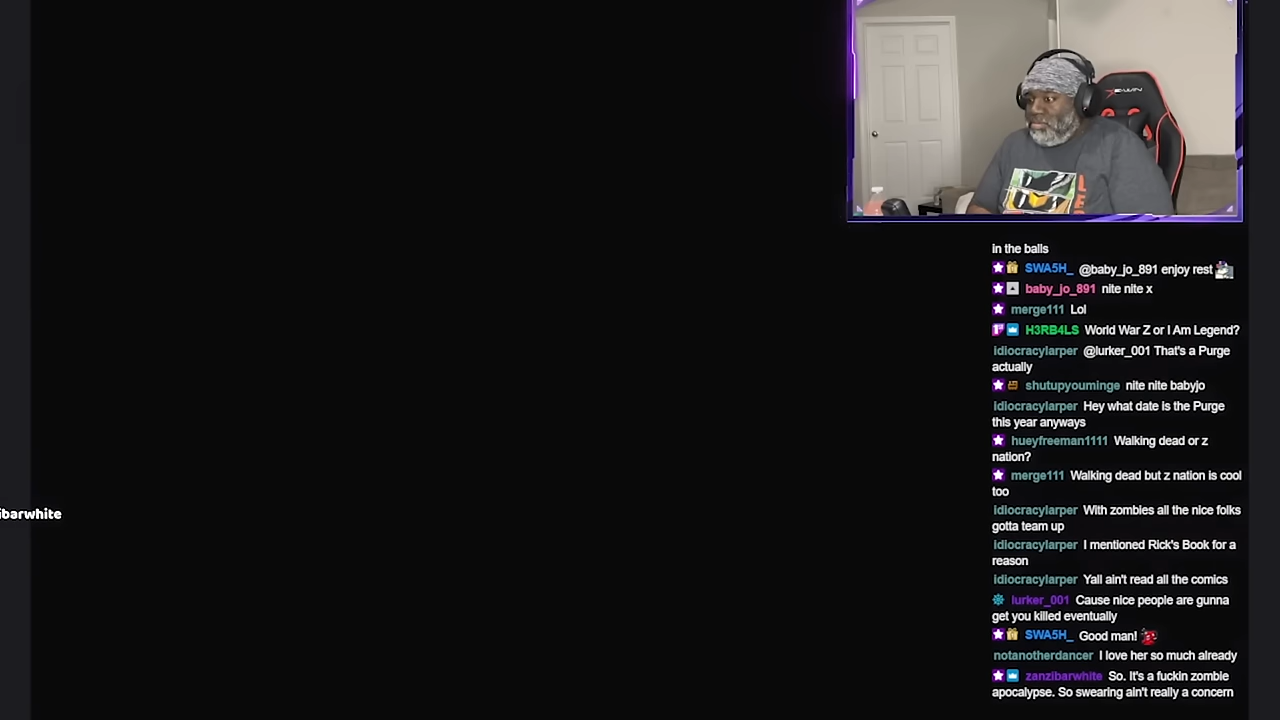 in the balls
SWA5H_ @baby_jo_891 enjoy rest
baby_jo_891 nite nite x
merge111 Lol
H3RB4LS World War Z or I Am Legend?
idiocracylarper @lurker_001 That's a Purge
actually
shutupyouminge nite nite babyjo
idiocracylarper Hey what date is the Purge
this year anyways
hueyfreeman1111 Walking dead or z
nation?
merge111 Walking dead but z nation is cool
too
idiocracylarper With zombies all the nice folks
gotta team up
ibarwhite
idiocracylarper I mentioned Rick's Book for a
reason
idiocracylarper Yall ain't read all the comics
lurker_001 Cause nice people are gunna
get you killed eventually
SWA5H_ Good man!
notanotherdancer I love her so much already
zanzibarwhite So. It's a fuckin zombie
apocalypse. So swearing ain't really a concern